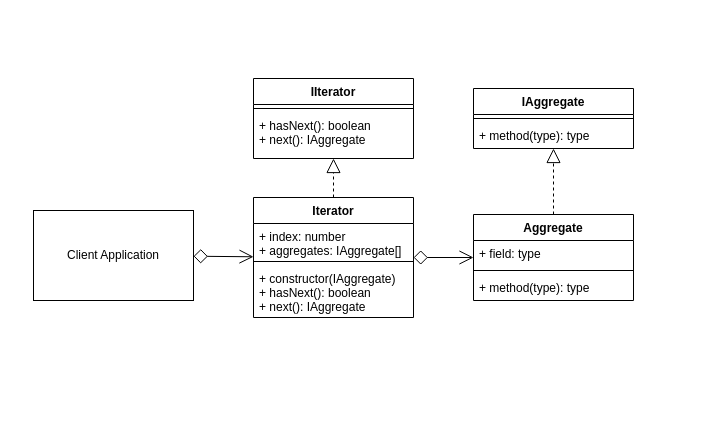 IIterator
+ hasNext(): boolean
+ next(): IAggregate
IAggregate
+ method(type): type
Client Application
Iterator
+ index: number
+ aggregates: IAggregate[]
+ constructor(IAggregate)
+ hasNext(): boolean
+ next(): IAggregate
Aggregate
+ field: type
+ method(type): type